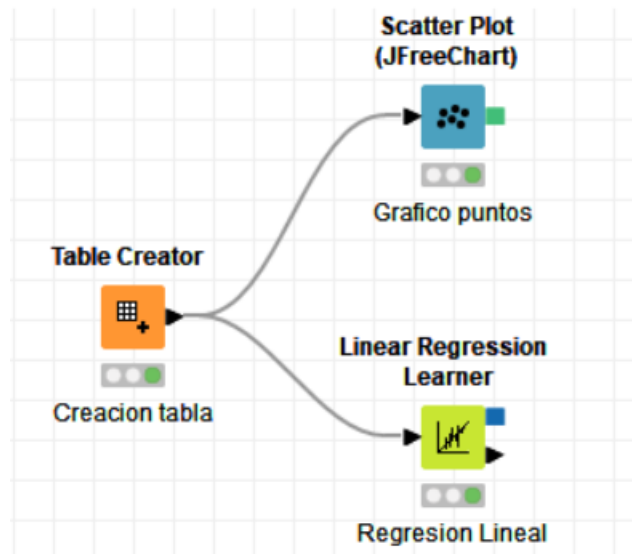 Scatter Plot
(JFreeChart)
Grafico puntos
Table Creator
Creacion tabla
Linear Regression
Learner
Regresion Lineal